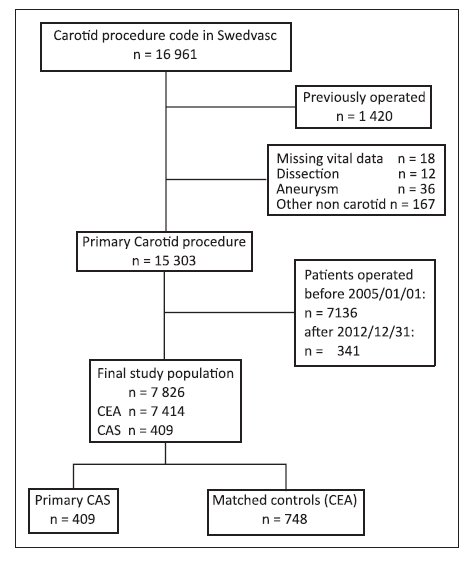 Carotid procedure code in Swedvasc
n = 16 961
Previously operated
n = 1 420
Missing vital data n = 18
Dissection n = 12
Aneurysm n = 36
Other non carotid n = 167
Primary Carotid procedure
n = 15 303
Patients operated
before 2005/01/01:
n = 7136
after 2012/12/31:
n = 341
Final study population
n = 7 826
CEA n = 7 414
CAS n = 409
Primary CAS
n = 409
Matched controls (CEA)
n = 748